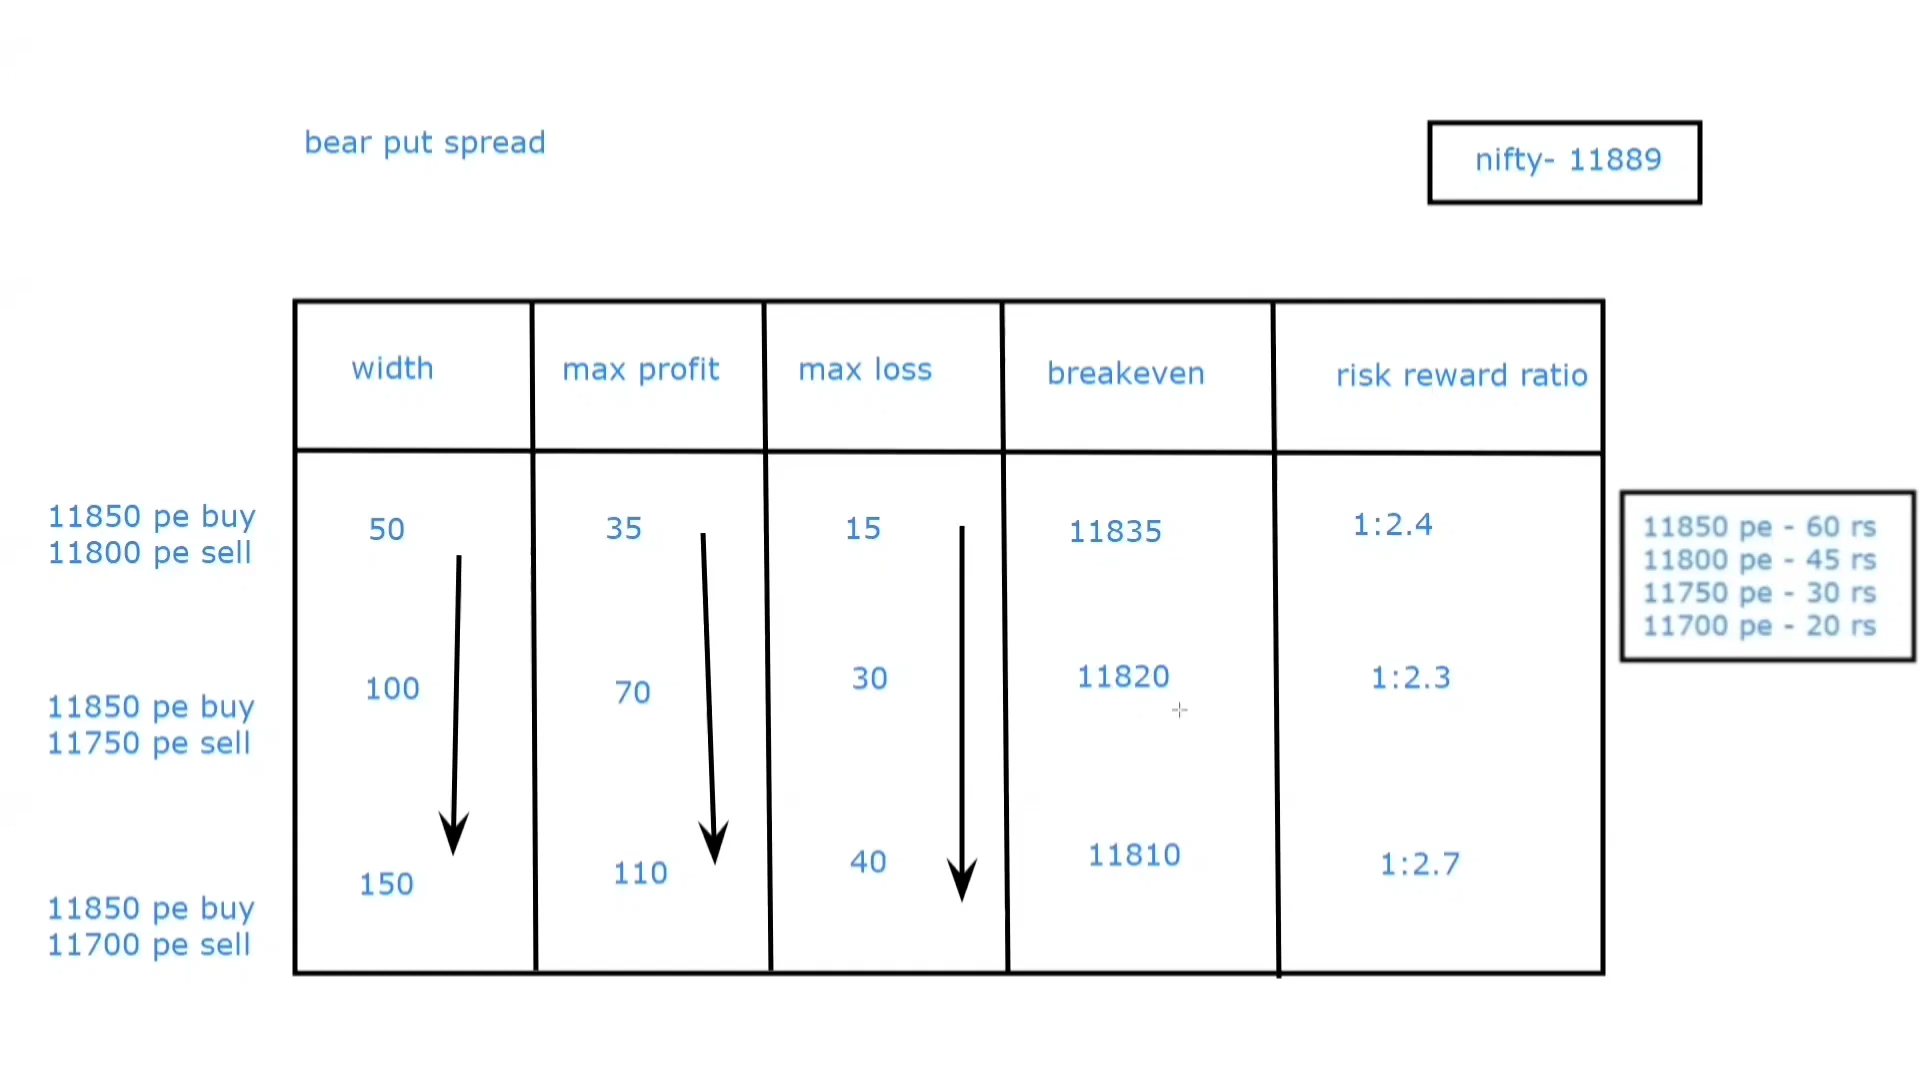 bear put spread
nifty- 11889
width
max profit
max loss
breakeven
risk reward ratio
11850 pe buy
11800 pe sell
50
35
15
11835
1:2.4
11850 pe - 60 rs
11800 pe - 45 rs
11750 pe - 30 rs
11700 pe - 20 rs
11850 pe buy
11750 pe sell
100
70
30
11820
1:2.3
11850 pe buy
11700 pe sell
150
110
40
11810
1:2.7